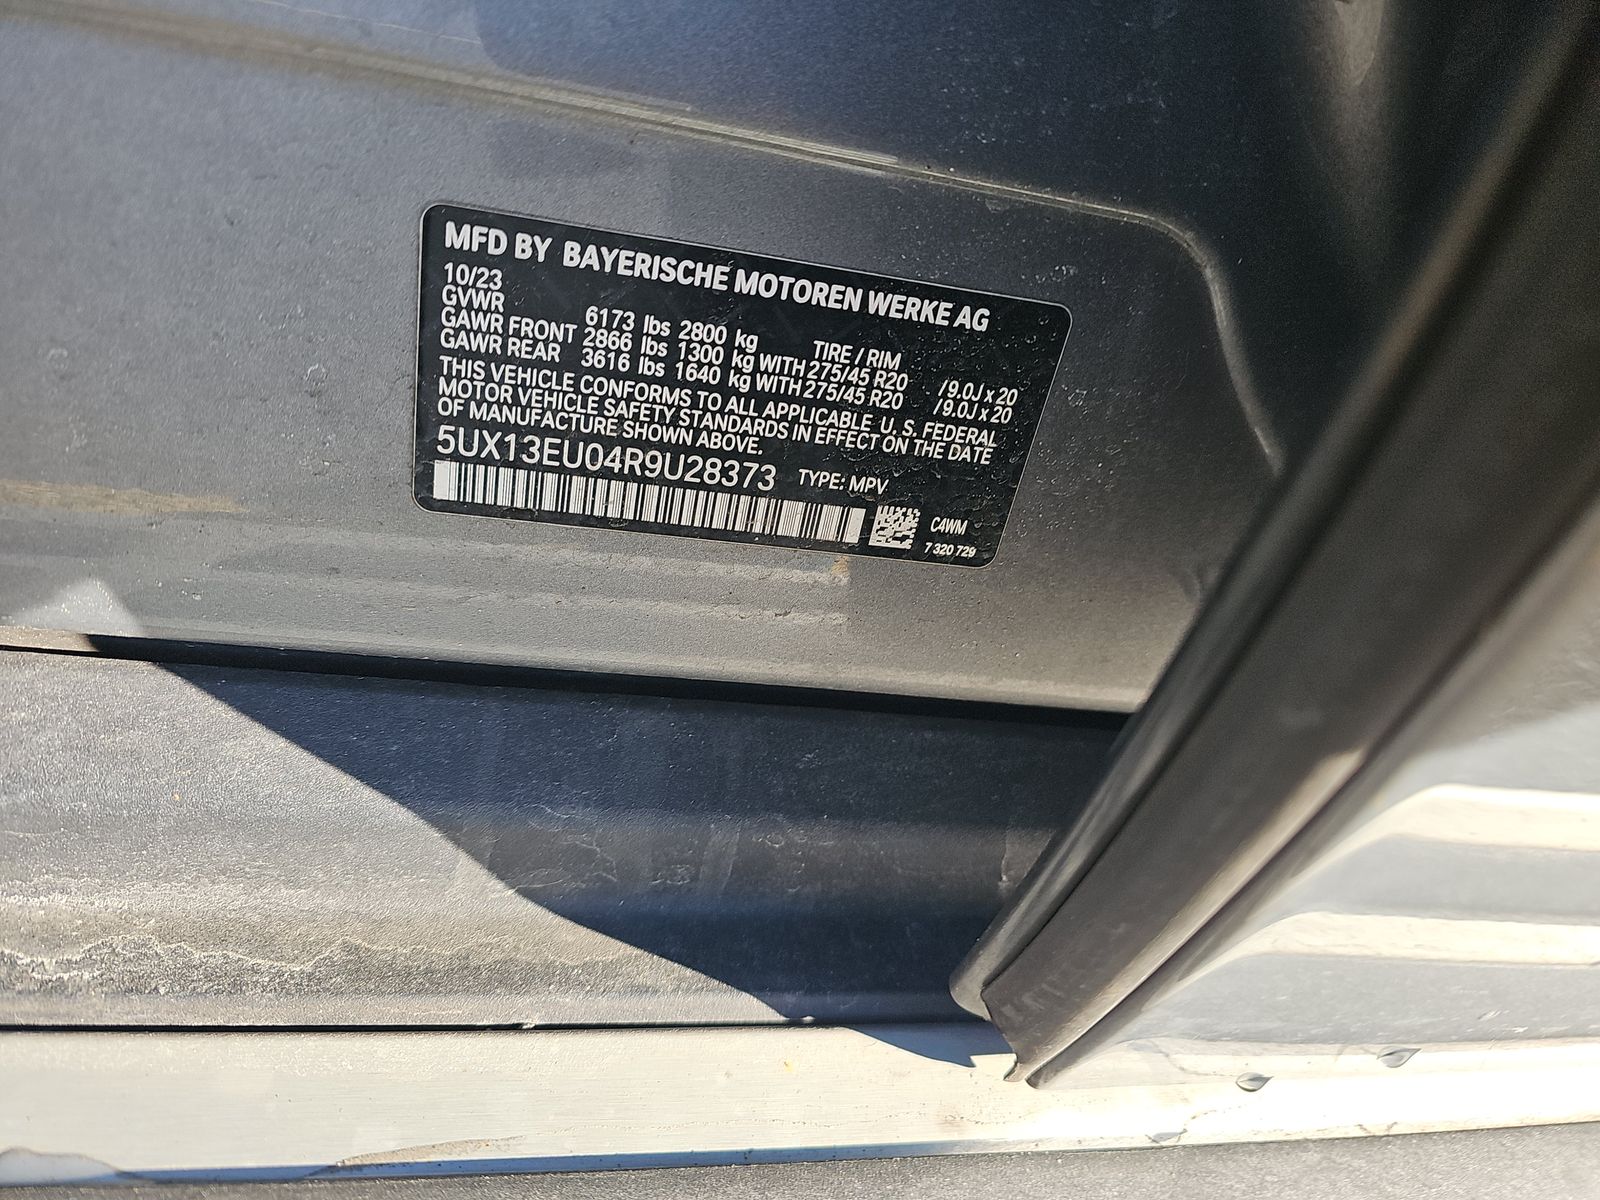 MFD BY BAYERISCHE MOTOREN WERKE AG
10/23
GVWR 6173 lbs 2800 kg TIRE / RIM
GAWR FRONT 2866 lbs 1300 kg WITH 275/45 R20 / 9.0J x 20
GAWR REAR 3616 lbs 1640 kg WITH 275/45 R20 / 9.0J x 20
THIS VEHICLE CONFORMS TO ALL APPLICABLE U. S. FEDERAL
MOTOR VEHICLE SAFETY STANDARDS IN EFFECT ON THE DATE
OF MANUFACTURE SHOWN ABOVE.
5UX13EU04R9U28373 TYPE: MPV
C4WM
7 320 729